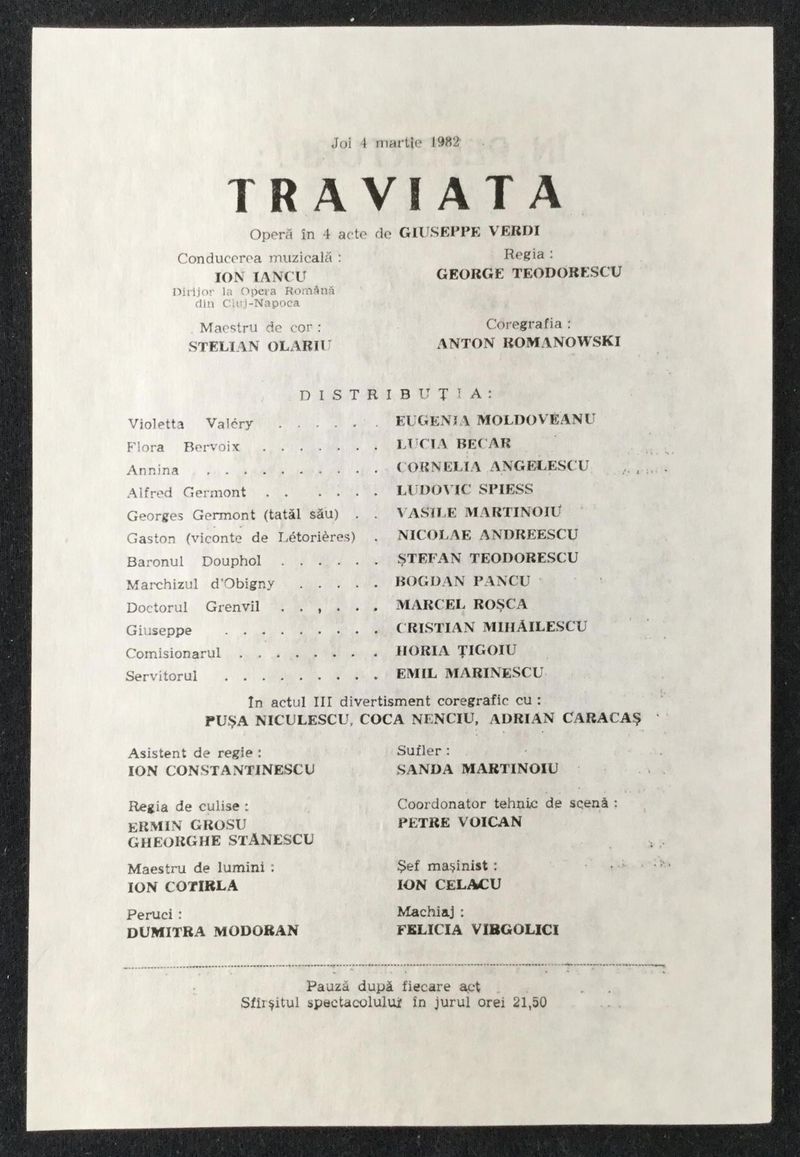 Joi 4 martie 1982
TRAVIATA
Operă în 4 acte de GIUSEPPE VERDI
Conducerea muzicală :
ION IANCU
Dirijor la Opera Română
din Cluj-Napoca
Regia :
GEORGE TEODORESCU
Maestru de cor :
STELIAN OLARIU
Coregrafia :
ANTON ROMANOWSKI
DISTRIBUȚIA:
Violetta Valéry . . . . . . EUGENIA MOLDOVEANU
Flora Bervoix . . . . . . . LUCIA BECAR
Annina . . . . . . . . . . CORNELIA ANGELESCU
Alfred Germont . . . . . . LUDOVIC SPIESS
Georges Germont (tatăl său) . . VASILE MARTINOIU
Gaston (viconte de Létorières) . NICOLAE ANDREESCU
Baronul Douphol . . . . . . ȘTEFAN TEODORESCU
Marchizul d'Obigny . . . . . BOGDAN PANCU
Doctorul Grenvil . . , . . . MARCEL ROȘCA
Giuseppe . . . . . . . . . CRISTIAN MIHĂILESCU
Comisionarul . . . . . . . . HORIA ȚIGOIU
Servitorul . . . . . . . . . EMIL MARINESCU
În actul III divertisment coregrafic cu :
PUȘA NICULESCU, COCA NENCIU, ADRIAN CARACAȘ
Asistent de regie :
ION CONSTANTINESCU
Sufler :
SANDA MARTINOIU
Regia de culise :
ERMIN GROSU
GHEORGHE STĂNESCU
Coordonator tehnic de scenă :
PETRE VOICAN
Maestru de lumini :
ION COTIRLA
Șef mașinist :
ION CELACU
Peruci :
DUMITRA MODORAN
Machiaj :
FELICIA VIRGOLICI
Pauză după fiecare act
Sfîrșitul spectacolului în jurul orei 21,50